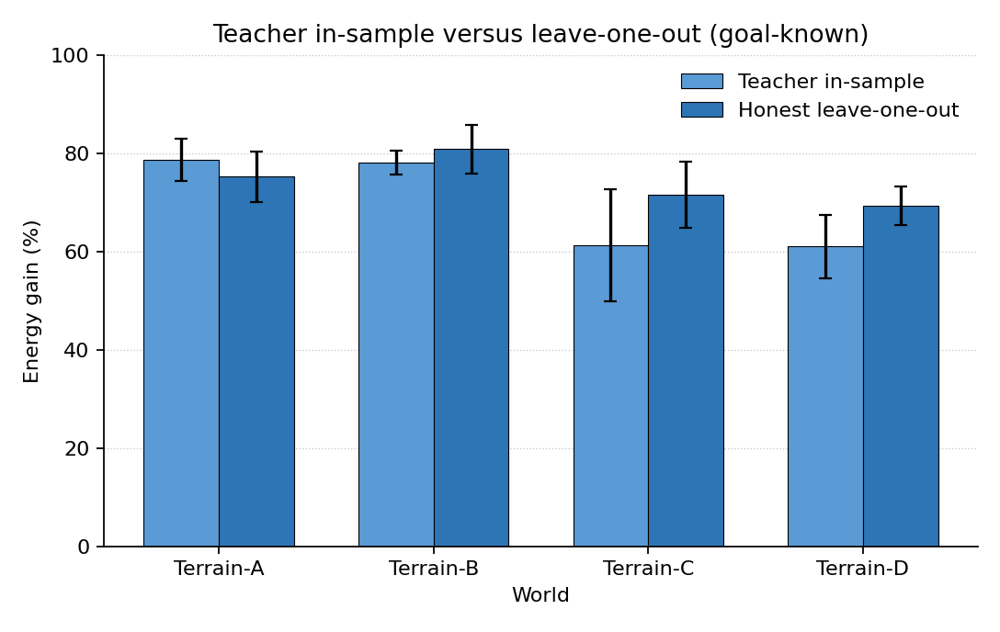 Teacher in-sample versus leave-one-out (goal-known)
Teacher in-sample
Honest leave-one-out
Energy gain (%)
100
80
60
40
20
0
Terrain-A
Terrain-B
Terrain-C
Terrain-D
World